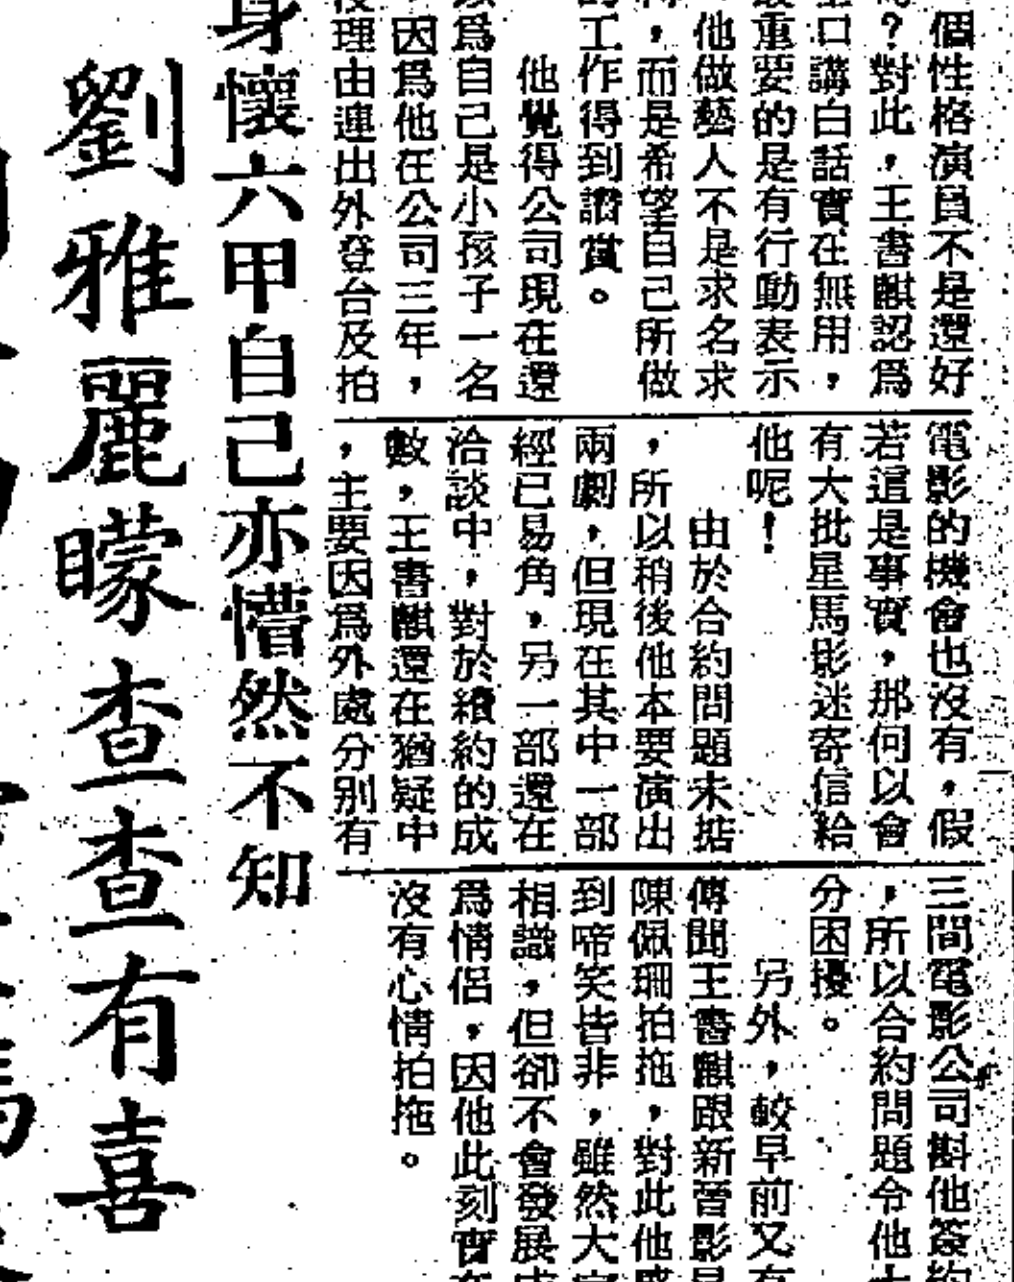 個性格演員不是還好
?對此，王書麒認爲
口講白話實在無用，
重要的是有行動表示
他做藝人不是求名求
，而是希望自己所做
工作得到讚賞。
他覺得公司現在還
爲自己是小孩子一名
因爲他在公司三年，
理由連出外登台及拍
電影的機會也沒有，假
若這是事實，那何以會
有大批星馬影迷寄信給
他呢！
由於合約問題未掂
，所以稍後他本要演出
兩劇，但現在其中一部
經已易角，另一部還在
洽談中，對於續約的成
數，王書麒還在猶疑中
，主要因爲外處分別有
三間電影公司斟他簽約
，所以合約問題令他十
分困擾。
另外，較早前又有
傳聞王書麒跟新晉影星
陳佩珊拍拖，對此他感
到啼笑皆非，雖然大家
相識，但卻不會發展成
爲情侶，因他此刻實在
沒有心情拍拖。
身懷六甲自己亦懵然不知
劉雅麗矇查查有喜